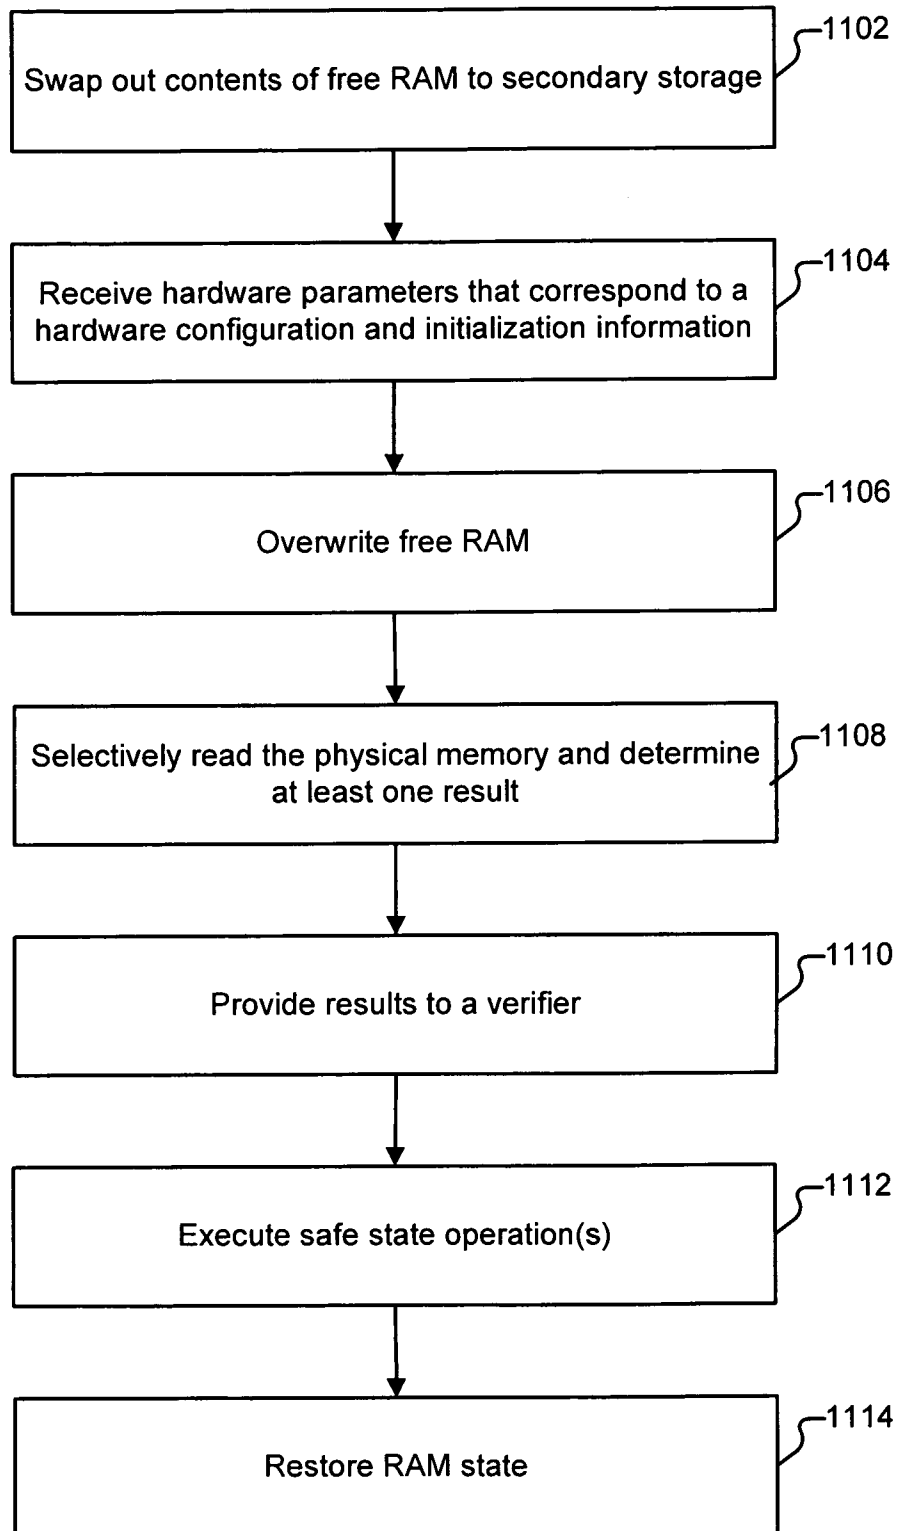 1102
Swap out contents of free RAM to secondary storage
1104
Receive hardware parameters that correspond to a
hardware configuration and initialization information
1106
Overwrite free RAM
1108
Selectively read the physical memory and determine
at least one result
1110
Provide results to a verifier
1112
Execute safe state operation(s)
1114
Restore RAM state